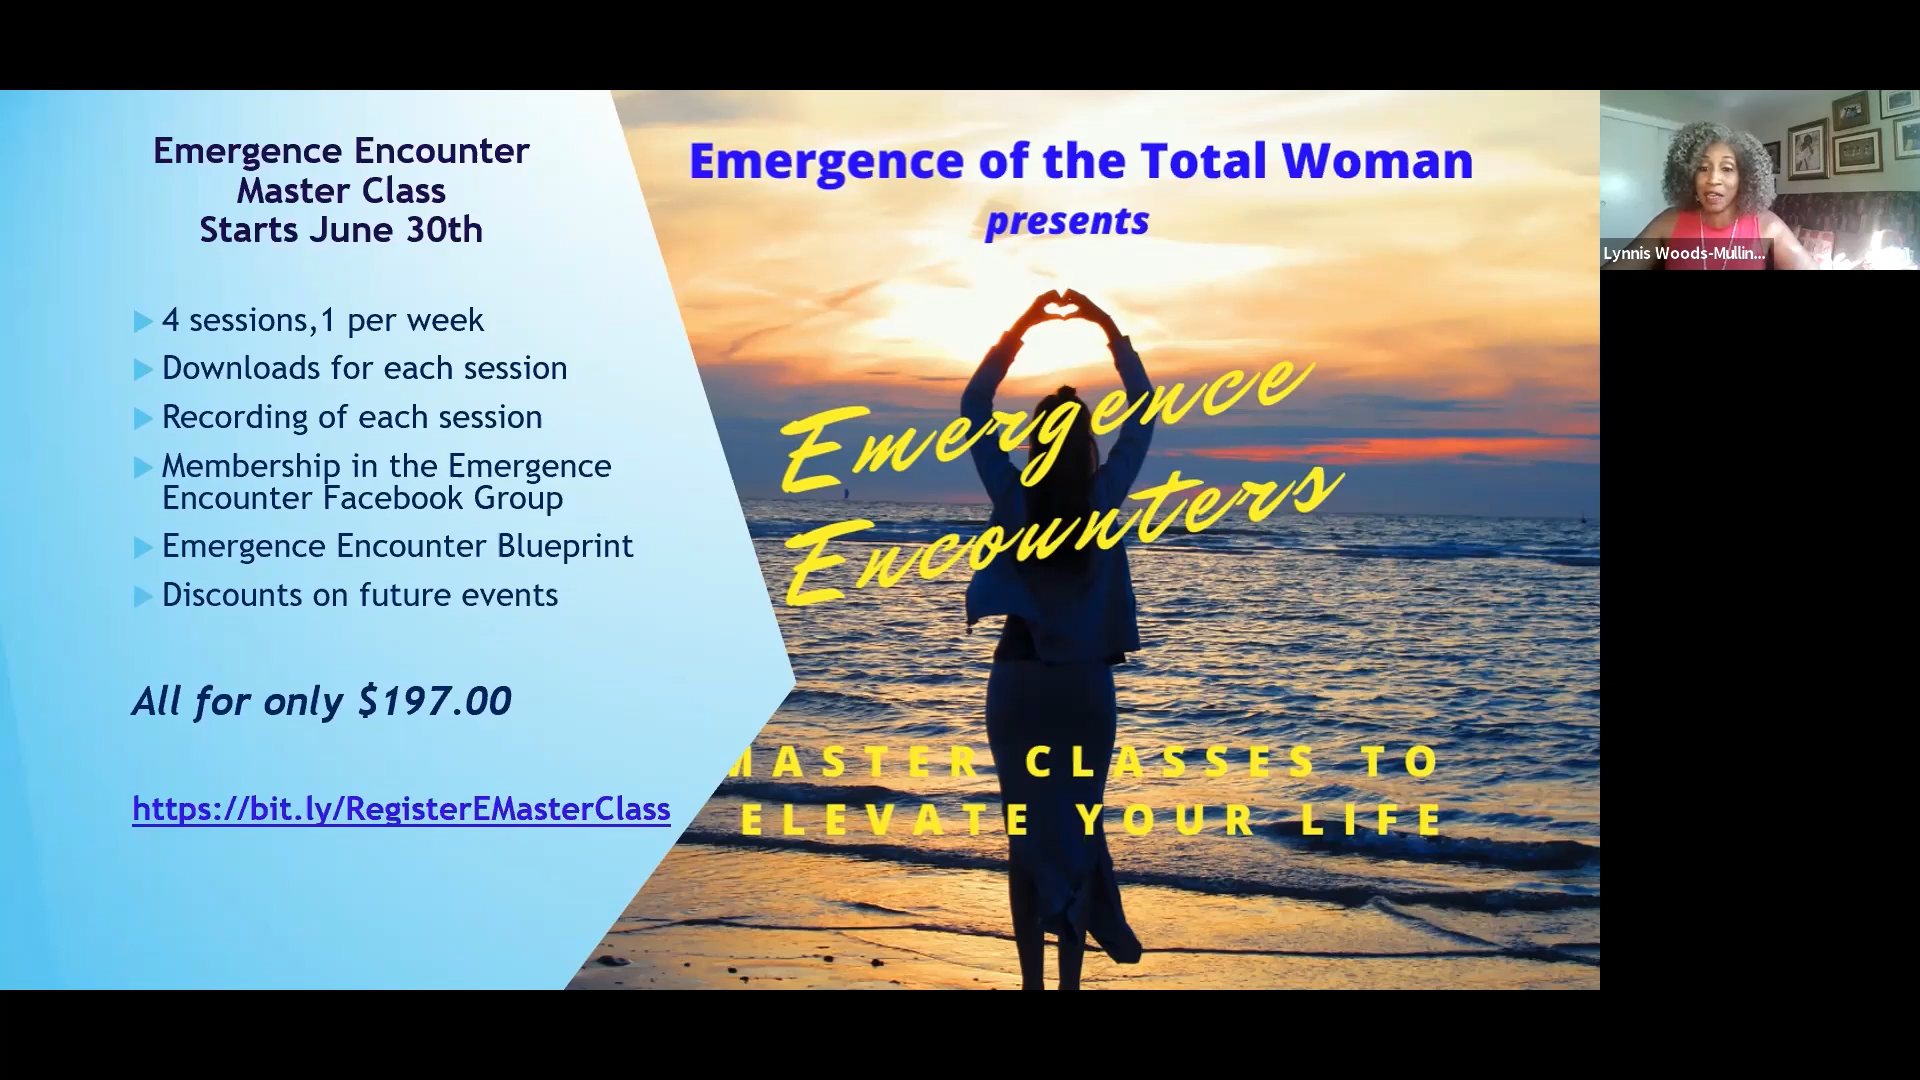 Emergence Encounter
Master Class
Starts June 30th
4 sessions,1 per week
Downloads for each session
Recording of each session
Membership in the Emergence
Encounter Facebook Group
Emergence Encounter Blueprint
Discounts on future events
All for only $197.00
https://bit.ly/RegisterEMasterClass
Emergence of the Total Woman
presents
Emergence
Encounters
MASTER CLASSES TO
ELEVATE YOUR LIFE
Lynnis Woods-Mullin...